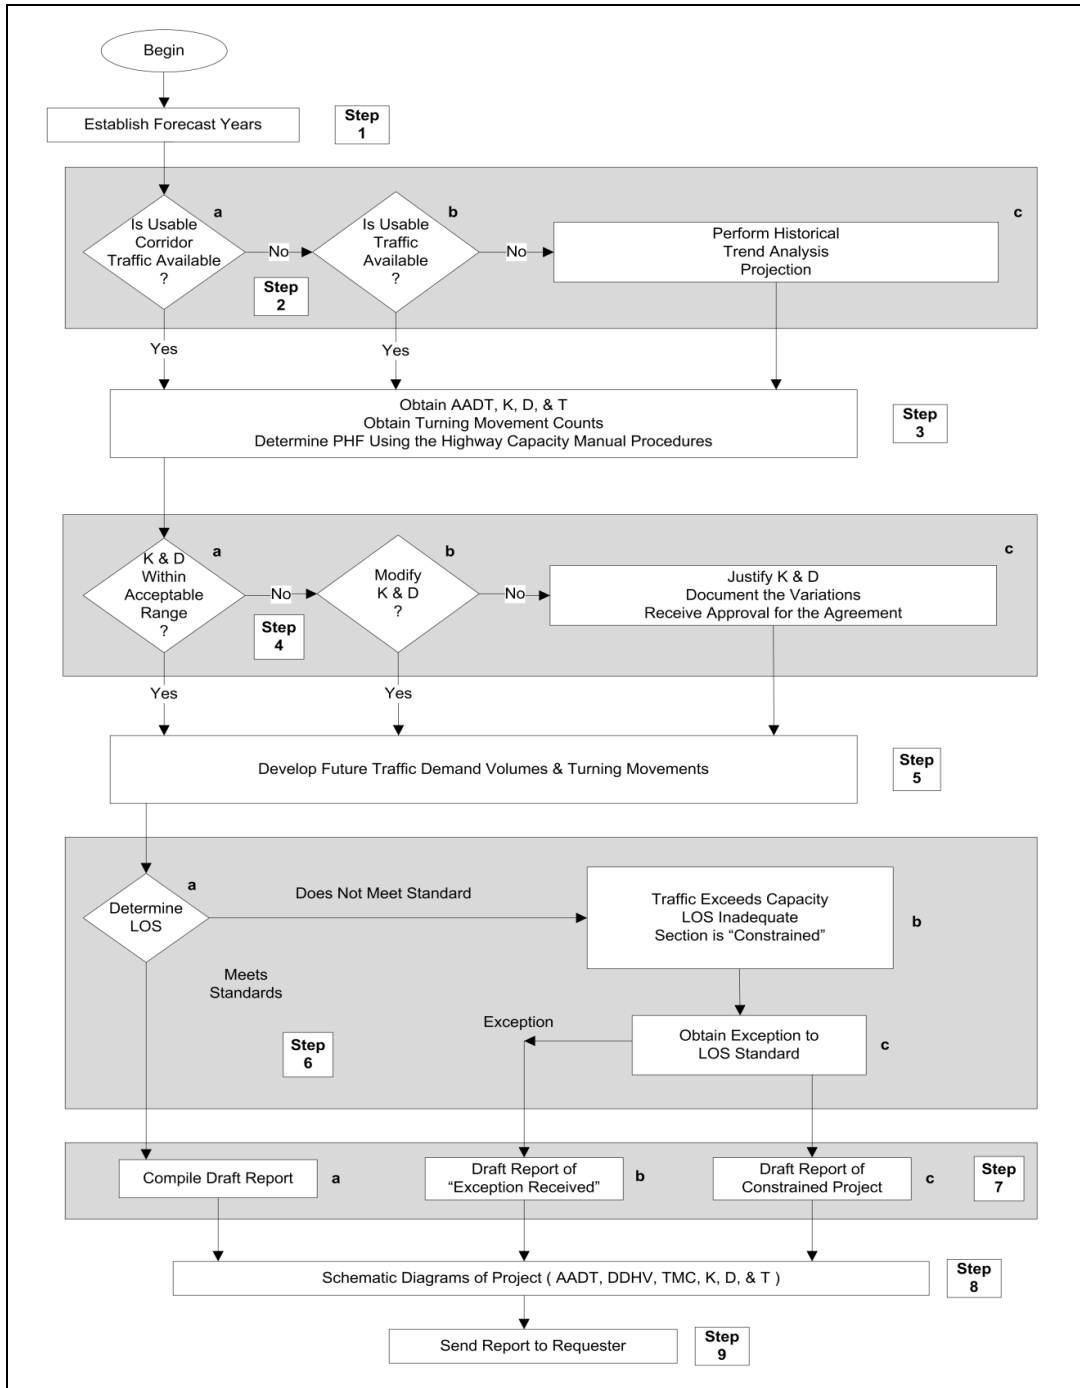 Begin
Establish Forecast Years
Step
1
a
Is Usable
Corridor
Traffic Available
?
No
Step
2
b
Is Usable
Traffic
Available
?
No
c
Perform Historical
Trend Analysis
Projection
Yes
Yes
Obtain AADT, K, D, & T
Obtain Turning Movement Counts
Determine PHF Using the Highway Capacity Manual Procedures
Step
3
a
K & D
Within
Acceptable
Range
?
No
Step
4
b
Modify
K & D
?
No
c
Justify K & D
Document the Variations
Receive Approval for the Agreement
Yes
Yes
Develop Future Traffic Demand Volumes & Turning Movements
Step
5
a
Determine
LOS
Does Not Meet Standard
Traffic Exceeds Capacity
LOS Inadequate
Section is “Constrained”
b
Meets
Standards
Step
6
Exception
Obtain Exception to
LOS Standard
c
Compile Draft Report
a
Draft Report of
“Exception Received”
b
Draft Report of
Constrained Project
c
Step
7
Schematic Diagrams of Project ( AADT, DDHV, TMC, K, D, & T )
Step
8
Send Report to Requester
Step
9